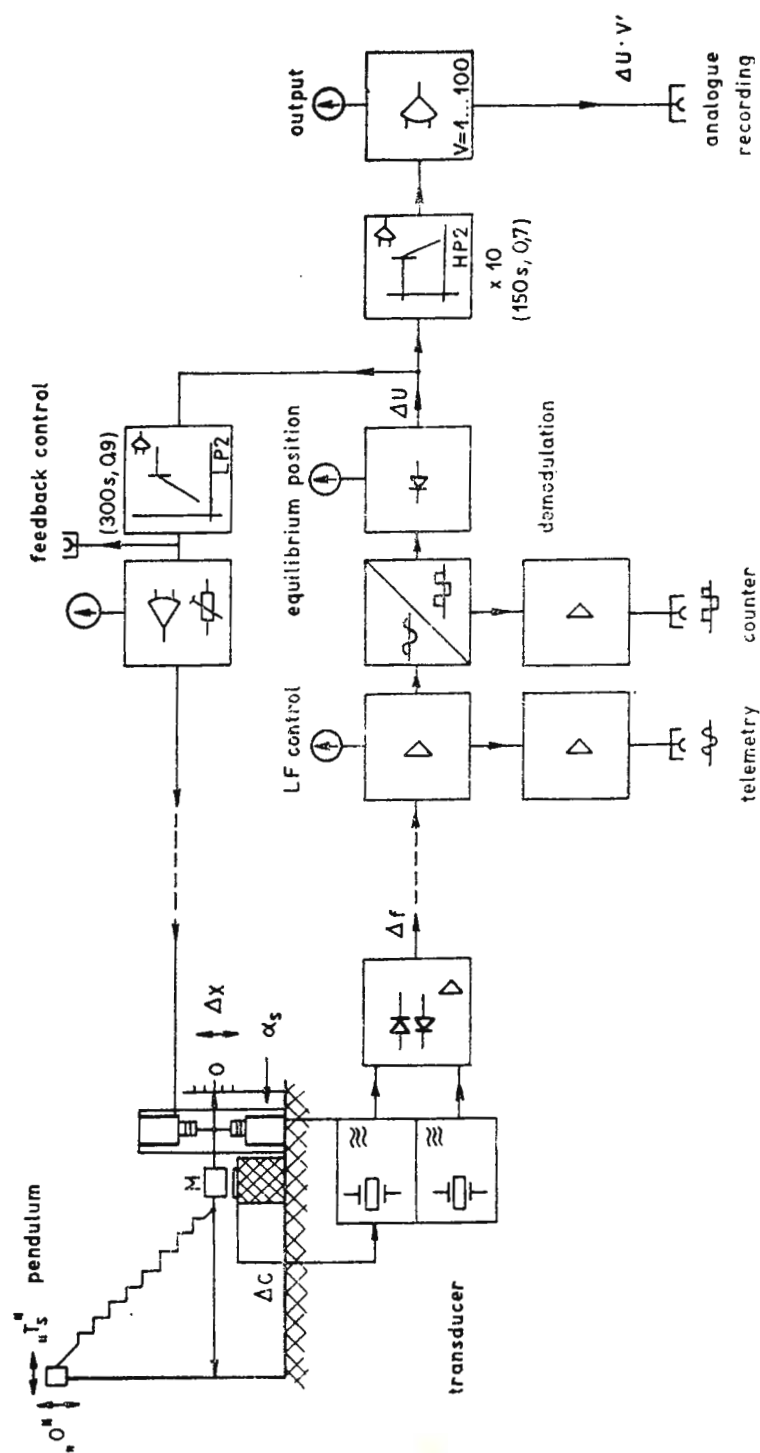 "O"
"Ts"
pendulum
M
O
ΔX
αs
ΔC
transducer
Δf
LF control
telemetry
equilibrium position
counter
demodulation
ΔU
feedback control
(300s, 0,9)
LP2
HP2
x 10
(150s, 0,7)
output
V=1...100
ΔU·V'
analogue
recording